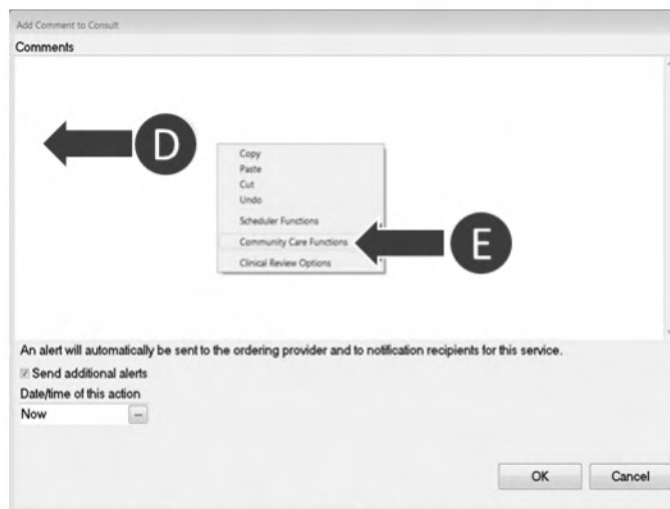 Add Comment to Consult
Comments
D
Copy
Paste
Cut
Undo
Scheduler Functions
Community Care Functions
E
Clinical Review Options
An alert will automatically be sent to the ordering provider and to notification recipients for this service.
Send additional alerts
Date/time of this action
Now
...
OK Cancel